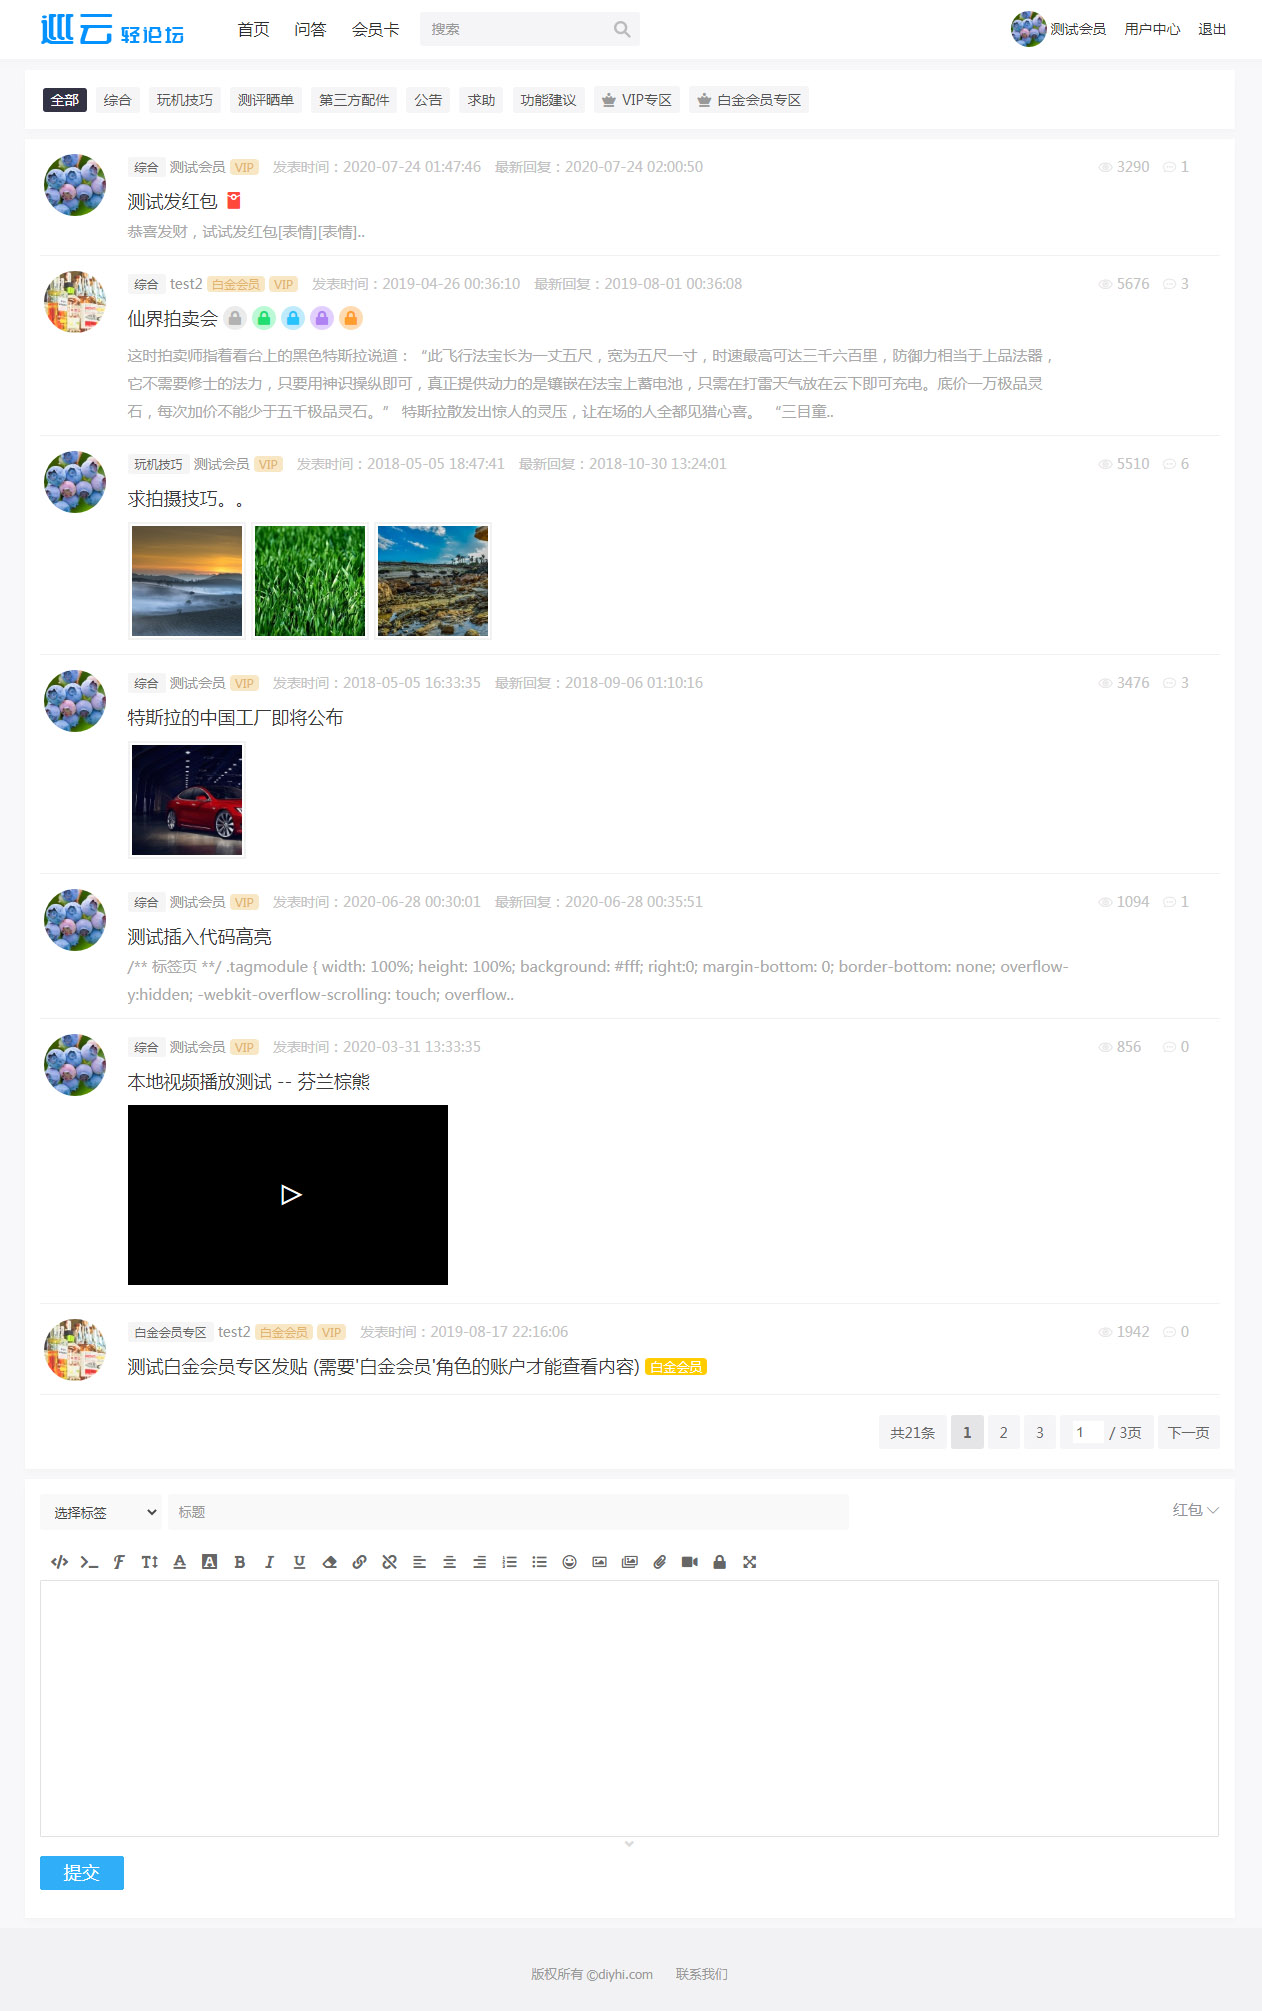 巡云 轻论坛 首页 问答 会员卡 搜索 测试会员 用户中心 退出
全部 综合 玩机技巧 测评晒单 第三方配件 公告 求助 功能建议 VIP专区 白金会员专区
综合 测试会员 VIP 发表时间：2020-07-24 01:47:46 最新回复：2020-07-24 02:00:50 3290 1
测试发红包
恭喜发财，试试发红包[表情][表情]..
综合 test2 白金会员 VIP 发表时间：2019-04-26 00:36:10 最新回复：2019-08-01 00:36:08 5676 3
仙界拍卖会
这时拍卖师指着看台上的黑色特斯拉说道：“此飞行法宝长为一丈五尺，宽为五尺一寸，时速最高可达三千六百里，防御力相当于上品法器，
它不需要修士的法力，只要用神识操纵即可，真正提供动力的是镶嵌在法宝上蓄电池，只需在打雷天气放在云下即可充电。底价一万极品灵
石，每次加价不能少于五千极品灵石。” 特斯拉散发出惊人的灵压，让在场的人全都见猎心喜。 “三目童..
玩机技巧 测试会员 VIP 发表时间：2018-05-05 18:47:41 最新回复：2018-10-30 13:24:01 5510 6
求拍摄技巧。。
综合 测试会员 VIP 发表时间：2018-05-05 16:33:35 最新回复：2018-09-06 01:10:16 3476 3
特斯拉的中国工厂即将公布
综合 测试会员 VIP 发表时间：2020-06-28 00:30:01 最新回复：2020-06-28 00:35:51 1094 1
测试插入代码高亮
/** 标签页 **/ .tagmodule { width: 100%; height: 100%; background: #fff; right:0; margin-bottom: 0; border-bottom: none; overflow-
y:hidden; -webkit-overflow-scrolling: touch; overflow..
综合 测试会员 VIP 发表时间：2020-03-31 13:33:35 856 0
本地视频播放测试 -- 芬兰棕熊
白金会员专区 test2 白金会员 VIP 发表时间：2019-08-17 22:16:06 1942 0
测试白金会员专区发贴 (需要'白金会员'角色的账户才能查看内容) 白金会员
共21条 1 2 3 1 / 3页 下一页
选择标签 标题 红包
提交
版权所有 ©diyhi.com 联系我们